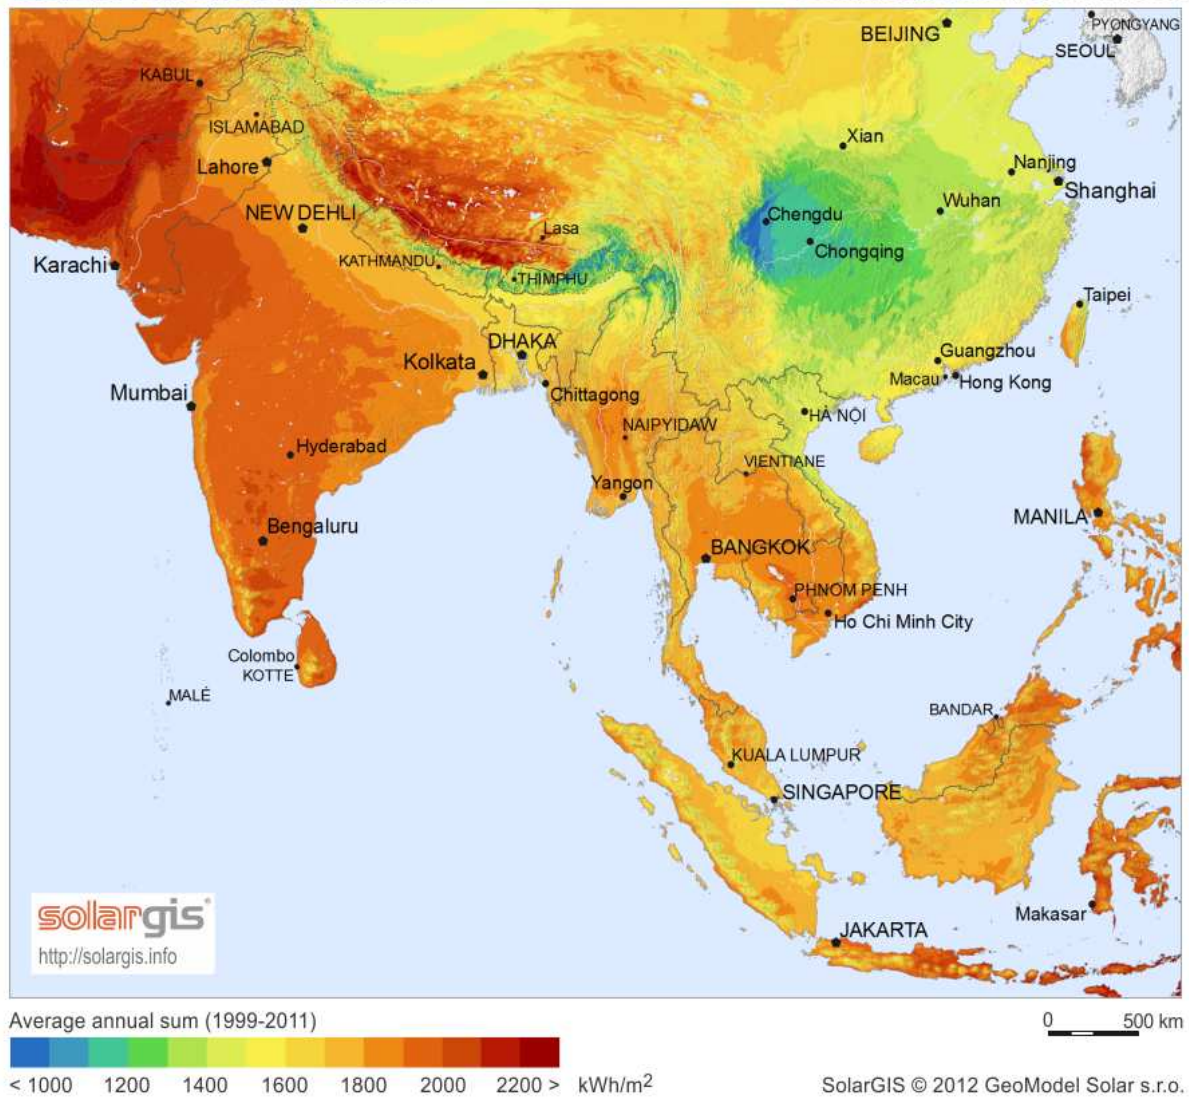 BEIJING
PYONGYANG
SEOUL
KABUL
ISLAMABAD
Lahore
Xian
Nanjing
Shanghai
NEW DEHLI
Wuhan
Chengdu
Lasa
Chongqing
Karachi
KATHMANDU
THIMPHU
Taipei
DHAKA
Kolkata
Guangzhou
Macau
Hong Kong
Mumbai
Chittagong
HÀ NỘI
NAIPYIDAW
Hyderabad
VIENTIANE
Yangon
MANILA
Bengaluru
BANGKOK
PHNOM PENH
Ho Chi Minh City
Colombo
KOTTE
MALÉ
BANDAR
KUALA LUMPUR
SINGAPORE
Makasar
JAKARTA
solargis®
http://solargis.info
Average annual sum (1999-2011)
0 500 km
< 1000 1200 1400 1600 1800 2000 2200 > kWh/m²
SolarGIS © 2012 GeoModel Solar s.r.o.